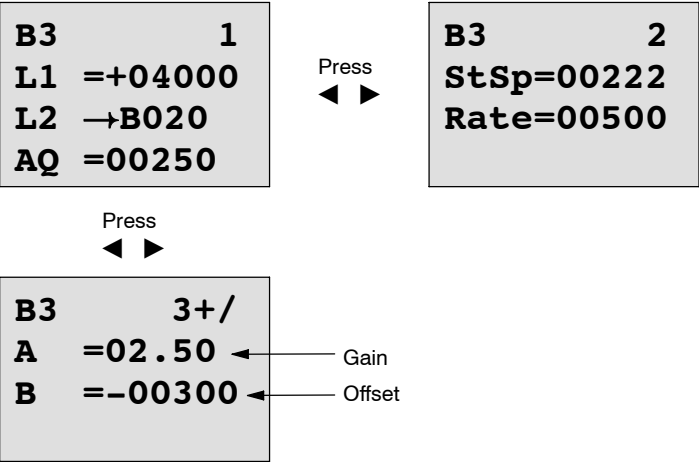 B3 1
L1 =+04000
L2 →B020
AQ =00250
Press
◀ ▶
B3 2
StSp=00222
Rate=00500
Press
◀ ▶
B3 3+/
A =02.50
B =-00300
Gain
Offset